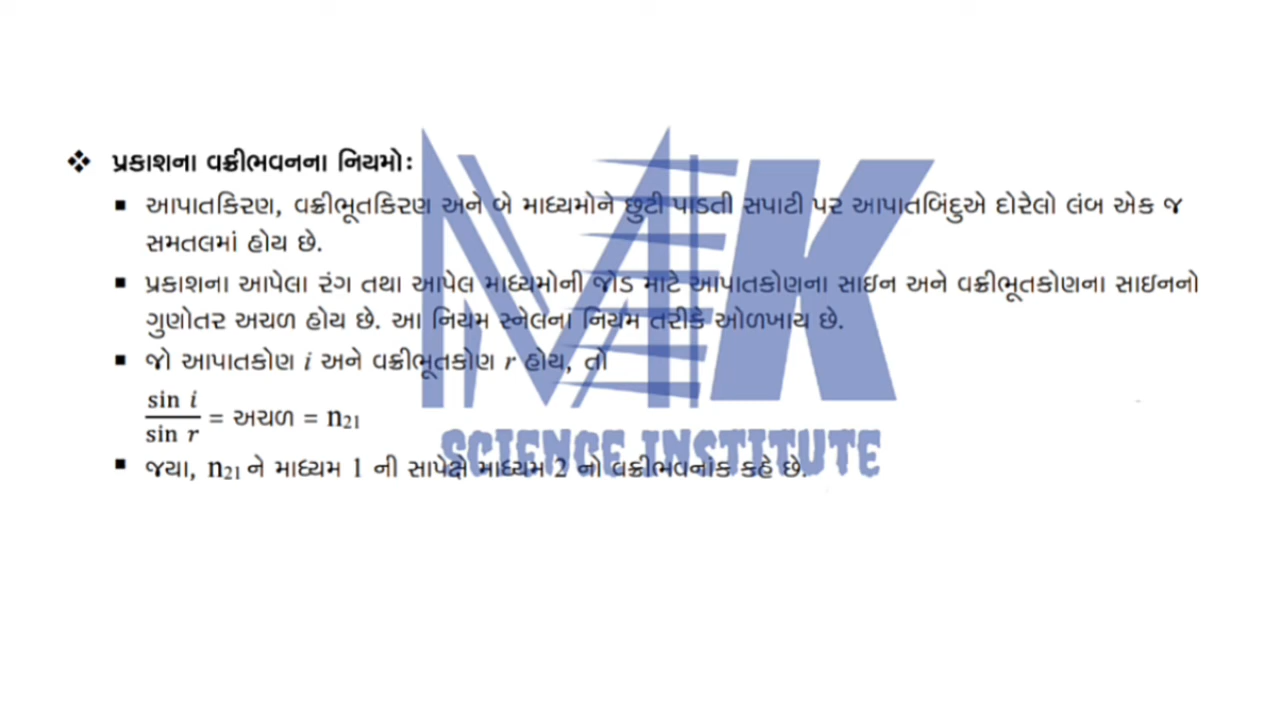 ❖ પ્રકાશના વક્રીભવનના નિયમો:
▪ આપાતકિરણ, વક્રીભૂતકિરણ અને બે માધ્યમોને છુટી પાડતી સપાટી પર આપાતબિંદુએ દોરેલો લંબ એક જ
સમતલમાં હોય છે.
▪ પ્રકાશના આપેલા રંગ તથા આપેલ માધ્યમોની જોડ માટે આપાતકોણના સાઇન અને વક્રીભૂતકોણના સાઇનનો
ગુણોતર અચળ હોય છે. આ નિયમ સ્નેલના નિયમ તરીકે ઓળખાય છે.
▪ જો આપાતકોણ i અને વક્રીભૂતકોણ r હોય, તો
sin i / sin r = અચળ = n₂₁
▪ જયા, n₂₁ ને માધ્યમ 1 ની સાપેક્ષે માધ્યમ 2 નો વક્રીભવનાંક કહે છે.
MK
SCIENCE INSTITUTE